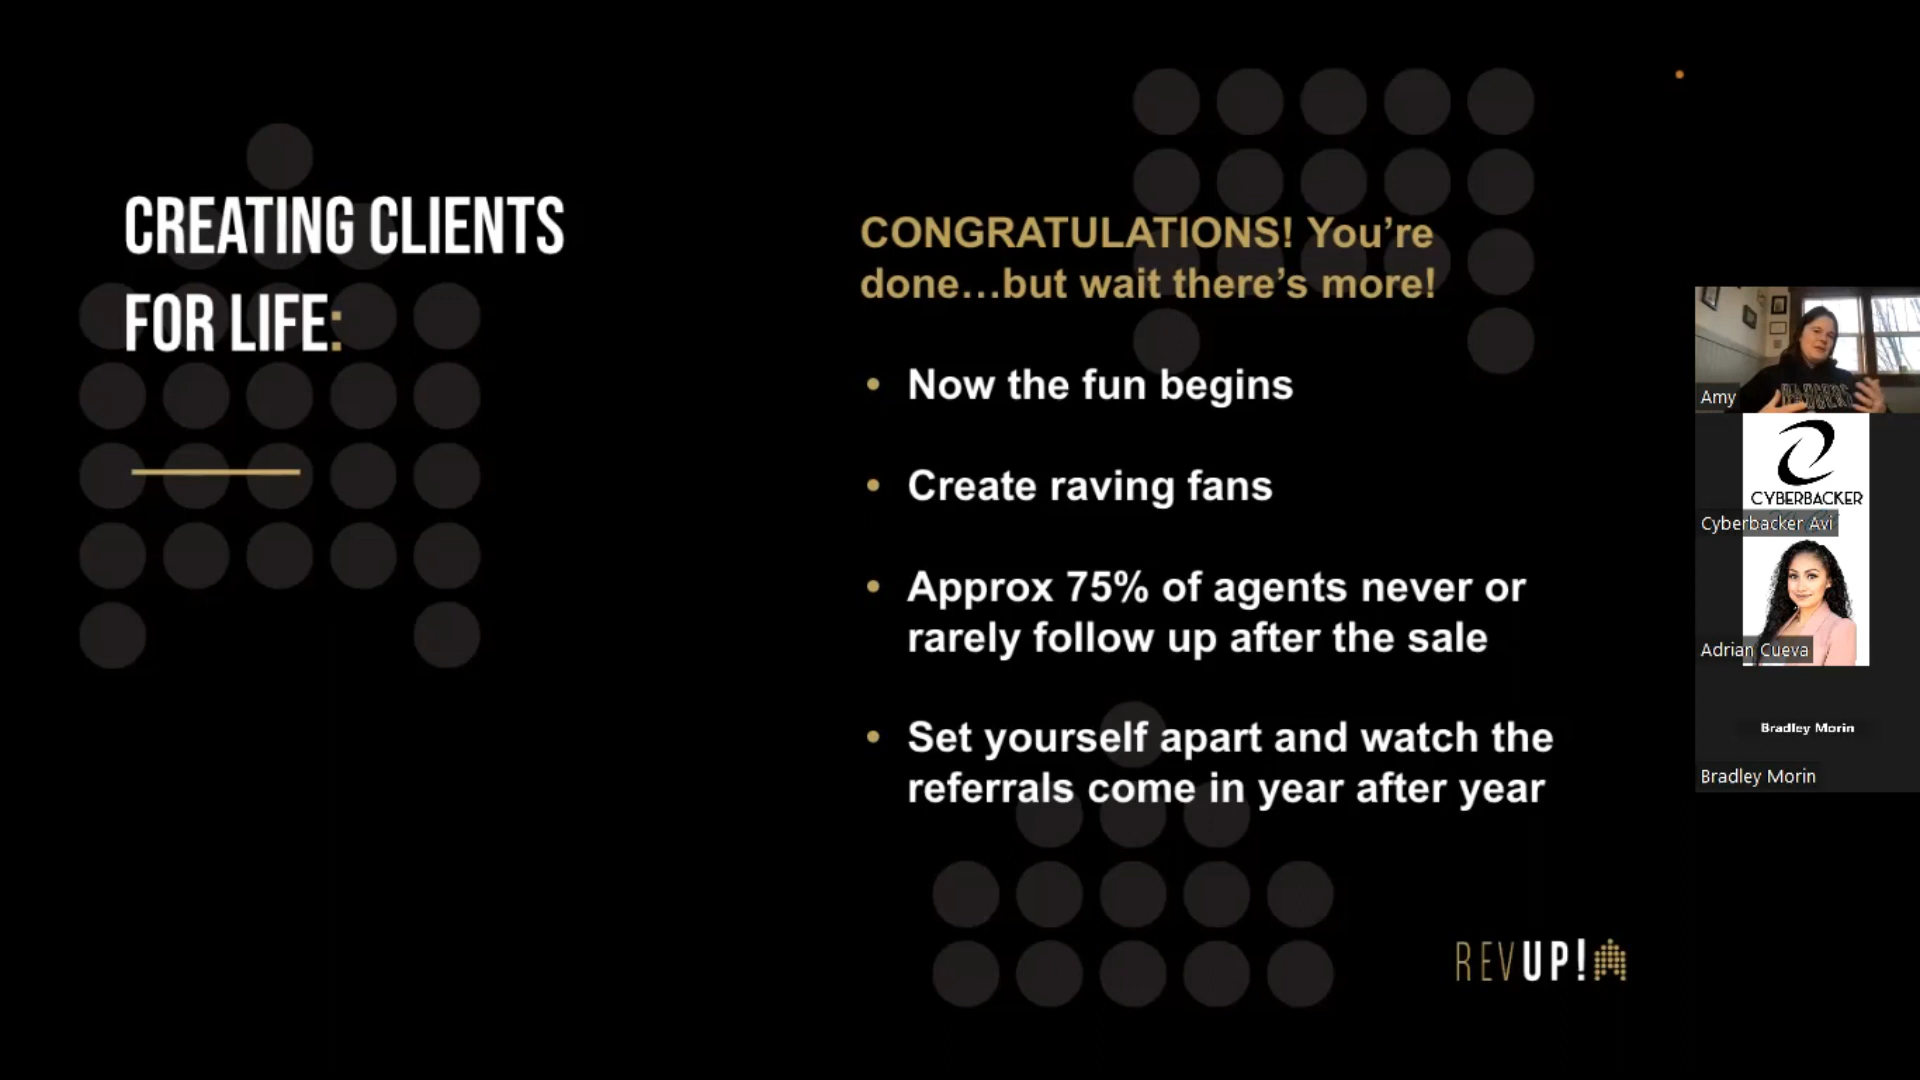 CREATING CLIENTS
FOR LIFE:
CONGRATULATIONS! You’re
done…but wait there’s more!
• Now the fun begins
• Create raving fans
• Approx 75% of agents never or
rarely follow up after the sale
• Set yourself apart and watch the
referrals come in year after year
REVUP!
Amy
CYBERBACKER
Cyberbacker Avi
Adrian Cueva
Bradley Morin
Bradley Morin